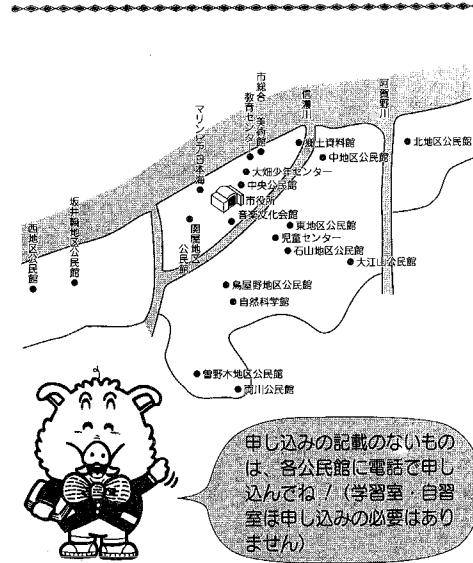 市総合教育センター
美術館
信濃川
阿賀野川
マリンピア日本海
郷土資料館
北地区公民館
中地区公民館
大畑少年センター
中央公民館
市役所
音楽文化会館
坂井輪地区公民館
西地区公民館
関屋地区公民館
東地区公民館
児童センター
石山地区公民館
大江山公民館
鳥屋野地区公民館
自然科学館
曽野木地区公民館
両川公民館
申し込みの記載のないもの
は、各公民館に電話で申し
込んでね!(学習室・自習
室は申し込みの必要はあり
ません)